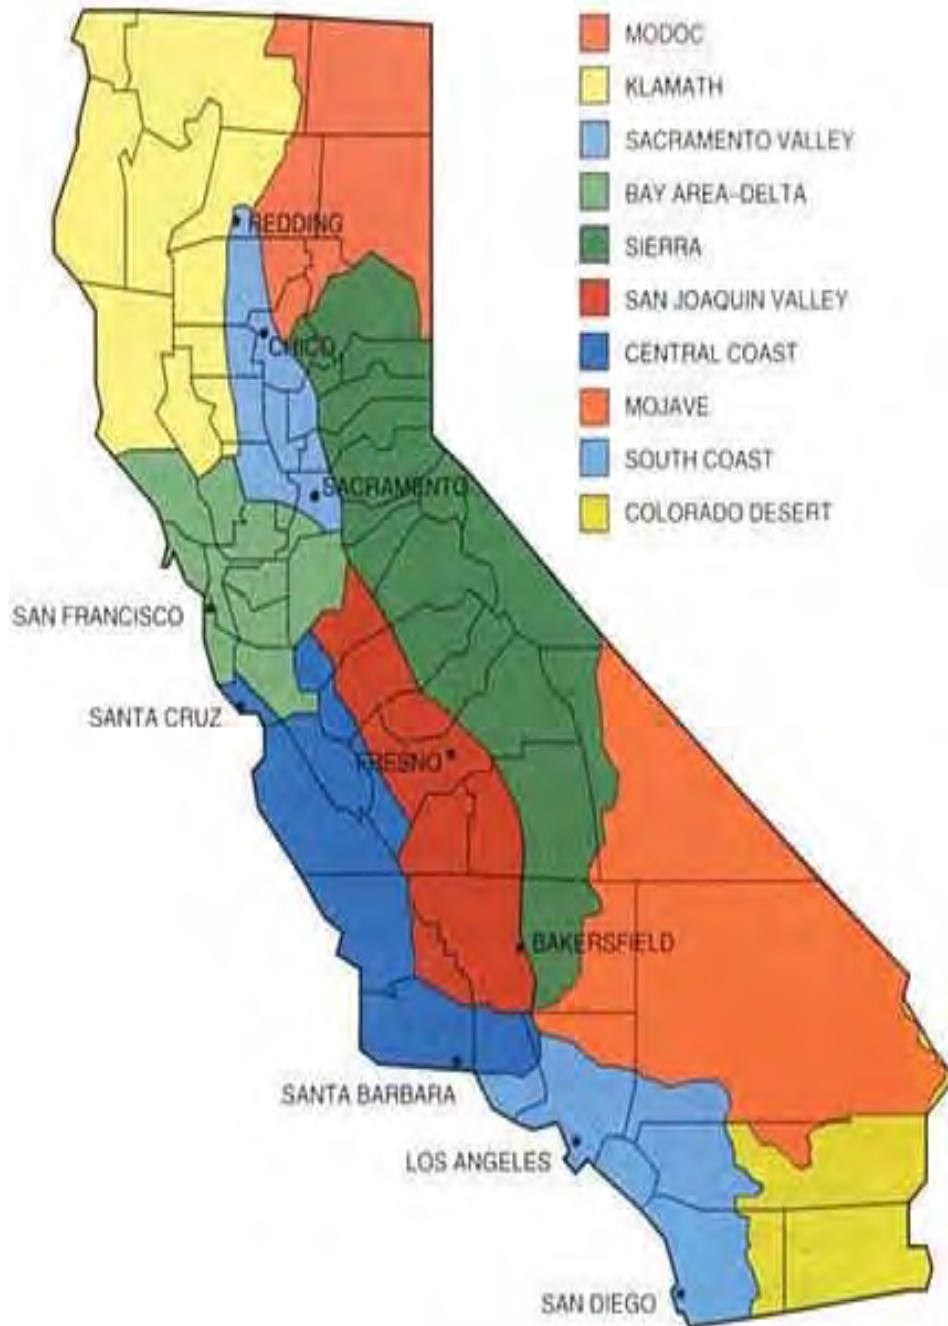 MODOC
KLAMATH
SACRAMENTO VALLEY
BAY AREA-DELTA
SIERRA
SAN JOAQUIN VALLEY
CENTRAL COAST
MOJAVE
SOUTH COAST
COLORADO DESERT
REDDING
CHICO
SACRAMENTO
SAN FRANCISCO
SANTA CRUZ
FRESNO
BAKERSFIELD
SANTA BARBARA
LOS ANGELES
SAN DIEGO